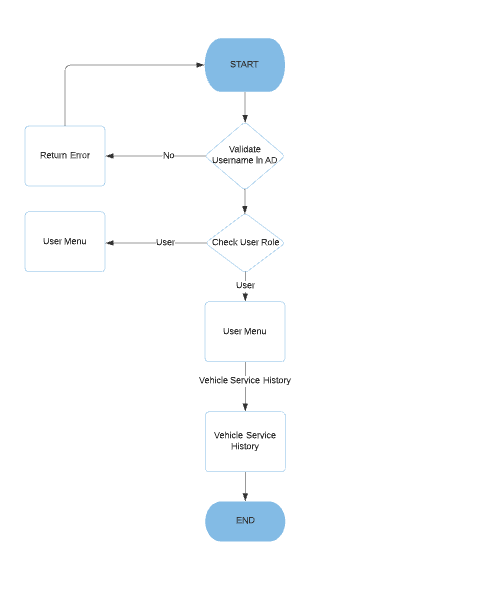 START
Validate
Username In AD
No
Return Error
Check User Role
User
User Menu
User
User Menu
Vehicle Service History
Vehicle Service
History
END